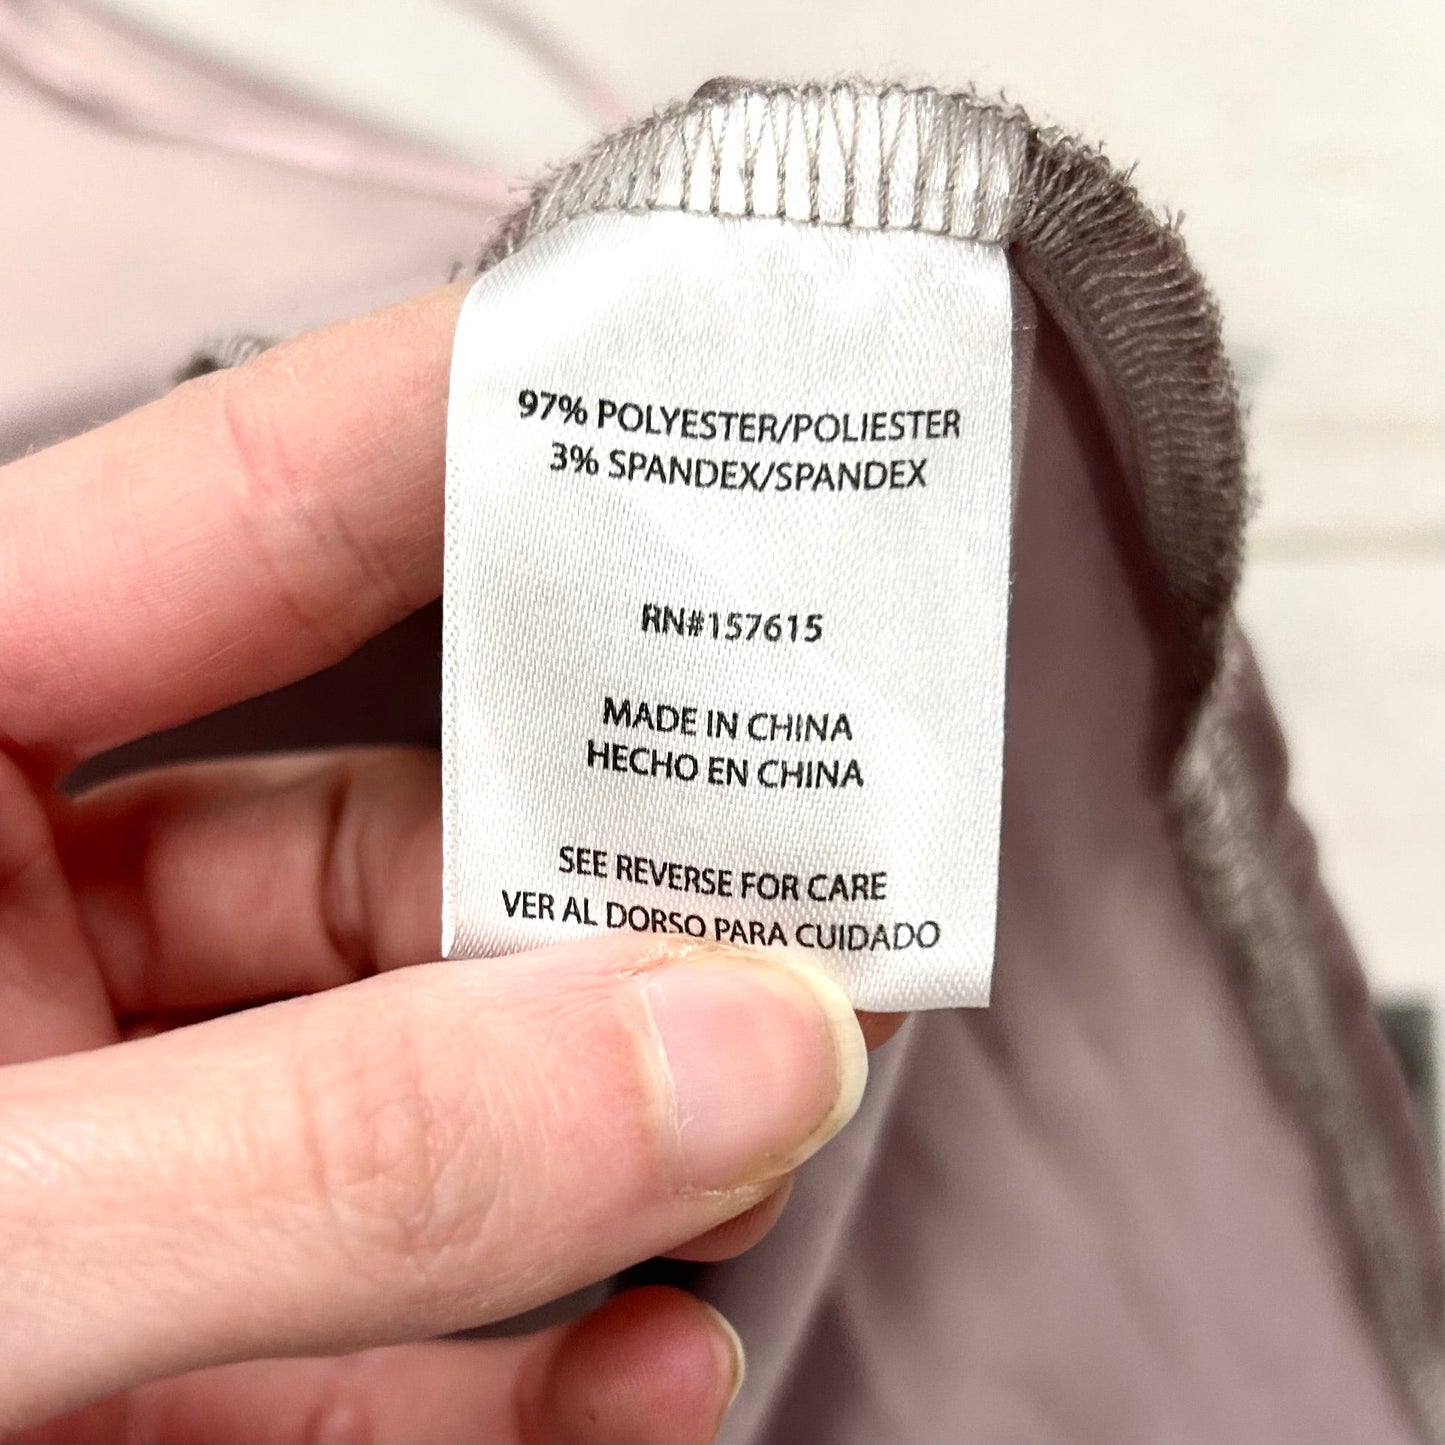 97% POLYESTER/POLIESTER
3% SPANDEX/SPANDEX
RN#157615
MADE IN CHINA
HECHO EN CHINA
SEE REVERSE FOR CARE
VER AL DORSO PARA CUIDADO